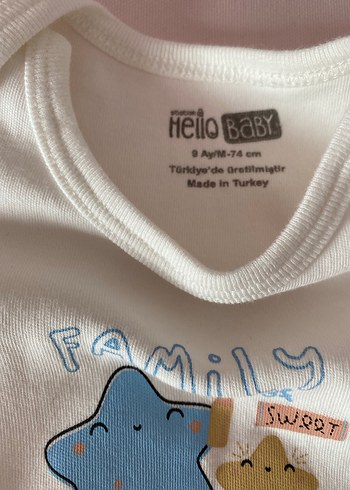 Hello BABY
9 Ay/M-74 cm
Türkiye'de üretilmiştir
Made in Turkey
FAMiLY
SWEET